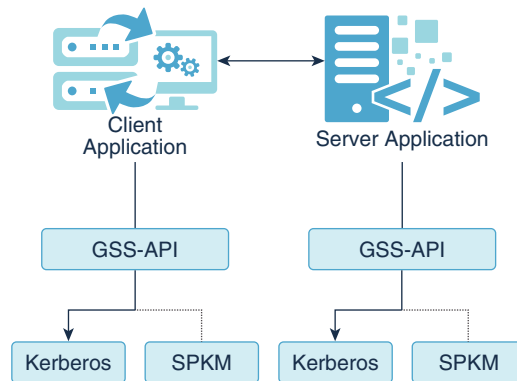 Client
Application
Server Application
GSS-API
GSS-API
Kerberos
SPKM
Kerberos
SPKM